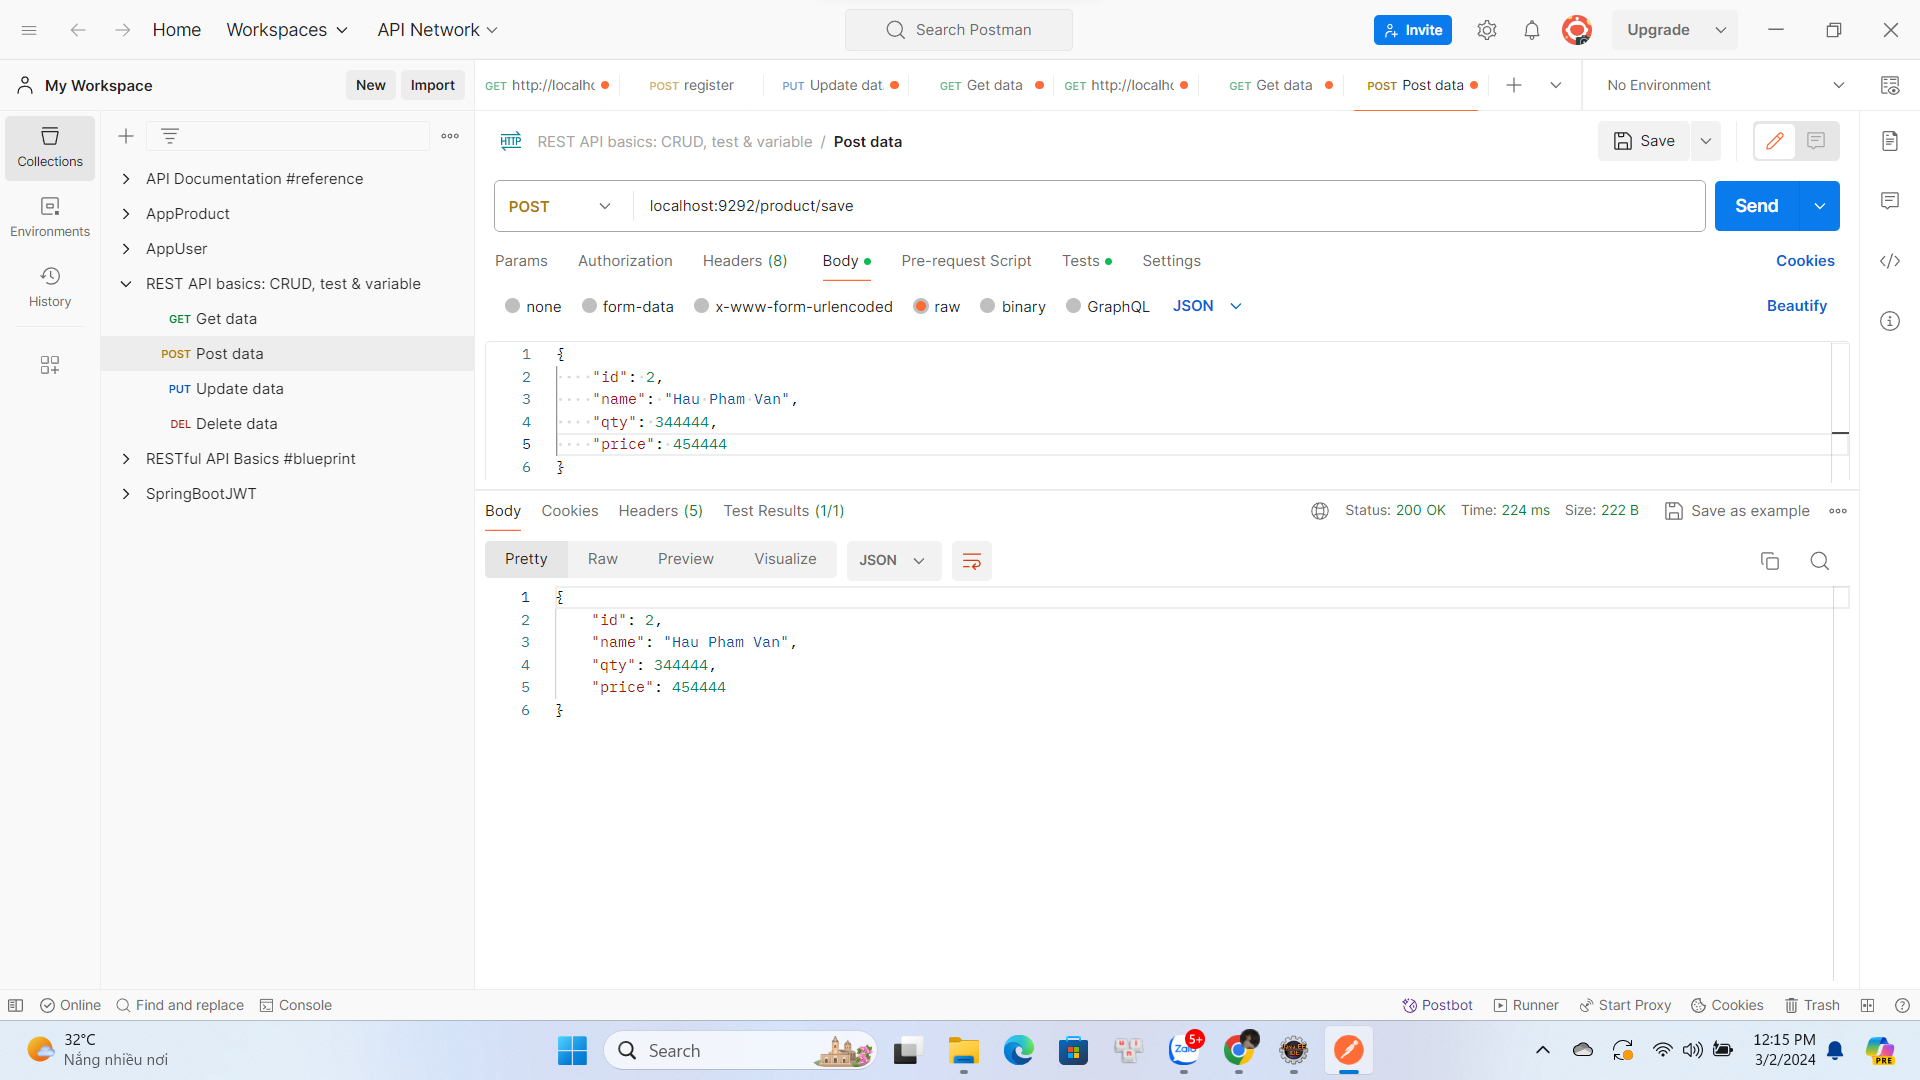 Home
Workspaces
API Network
Search Postman
Invite
Upgrade
My Workspace
New
Import
GET http://localh
POST register
PUT Update dat
GET Get data
GET http://localh
GET Get data
POST Post data
No Environment
Collections
Environments
History
API Documentation #reference
AppProduct
AppUser
REST API basics: CRUD, test & variable
GET Get data
POST Post data
PUT Update data
DEL Delete data
RESTful API Basics #blueprint
SpringBootJWT
HTTP
REST API basics: CRUD, test & variable / Post data
Save
POST
localhost:9292/product/save
Send
Params
Authorization
Headers (8)
Body
Pre-request Script
Tests
Settings
Cookies
none
form-data
x-www-form-urlencoded
raw
binary
GraphQL
JSON
Beautify
1 {
2 "id": 2,
3 "name": "Hau Pham Van",
4 "qty": 344444,
5 "price": 454444
6 }
Body
Cookies
Headers (5)
Test Results (1/1)
Status: 200 OK
Time: 224 ms
Size: 222 B
Save as example
Pretty
Raw
Preview
Visualize
JSON
1 {
2 "id": 2,
3 "name": "Hau Pham Van",
4 "qty": 344444,
5 "price": 454444
6 }
Online
Find and replace
Console
Postbot
Runner
Start Proxy
Cookies
Trash
32°C
Nắng nhiều nơi
Search
Zalo
5+
12:15 PM
3/2/2024
PRE